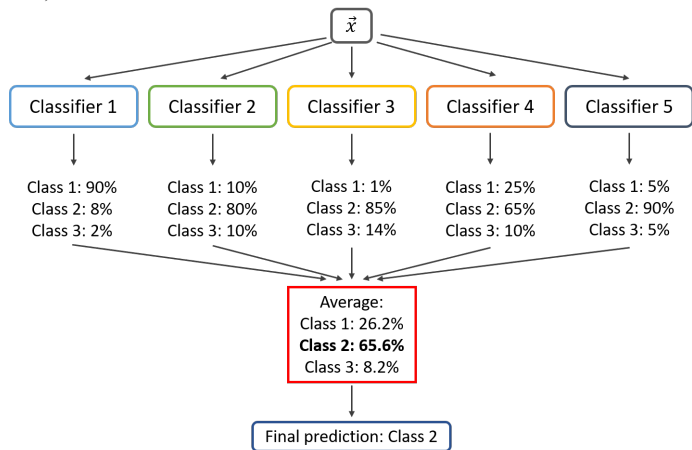 x⃗
Classifier 1
Classifier 2
Classifier 3
Classifier 4
Classifier 5
Class 1: 90%
Class 2: 8%
Class 3: 2%
Class 1: 10%
Class 2: 80%
Class 3: 10%
Class 1: 1%
Class 2: 85%
Class 3: 14%
Class 1: 25%
Class 2: 65%
Class 3: 10%
Class 1: 5%
Class 2: 90%
Class 3: 5%
Average:
Class 1: 26.2%
Class 2: 65.6%
Class 3: 8.2%
Final prediction: Class 2